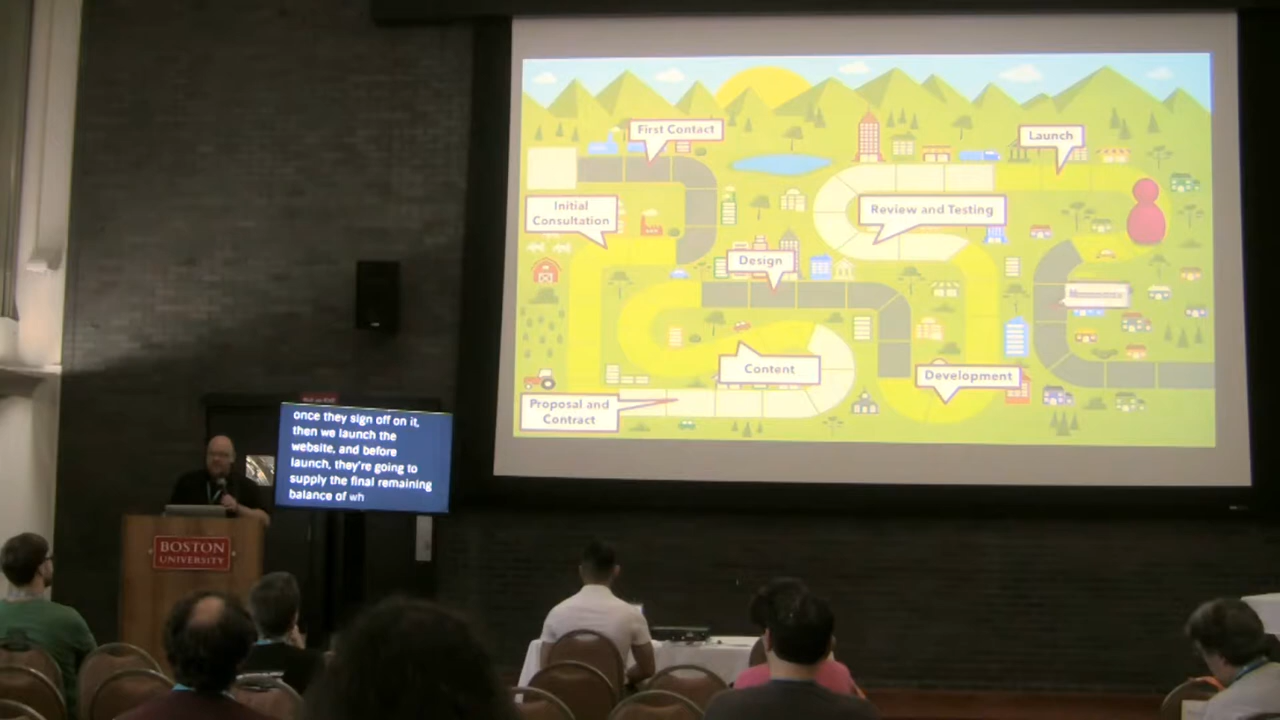 First Contact
Launch
Initial
Consultation
Review and Testing
Design
Content
Development
Proposal and
Contract
once they sign off on it,
then we launch the
website, and before
launch, they're going to
supply the final remaining
balance of wh
BOSTON
UNIVERSITY